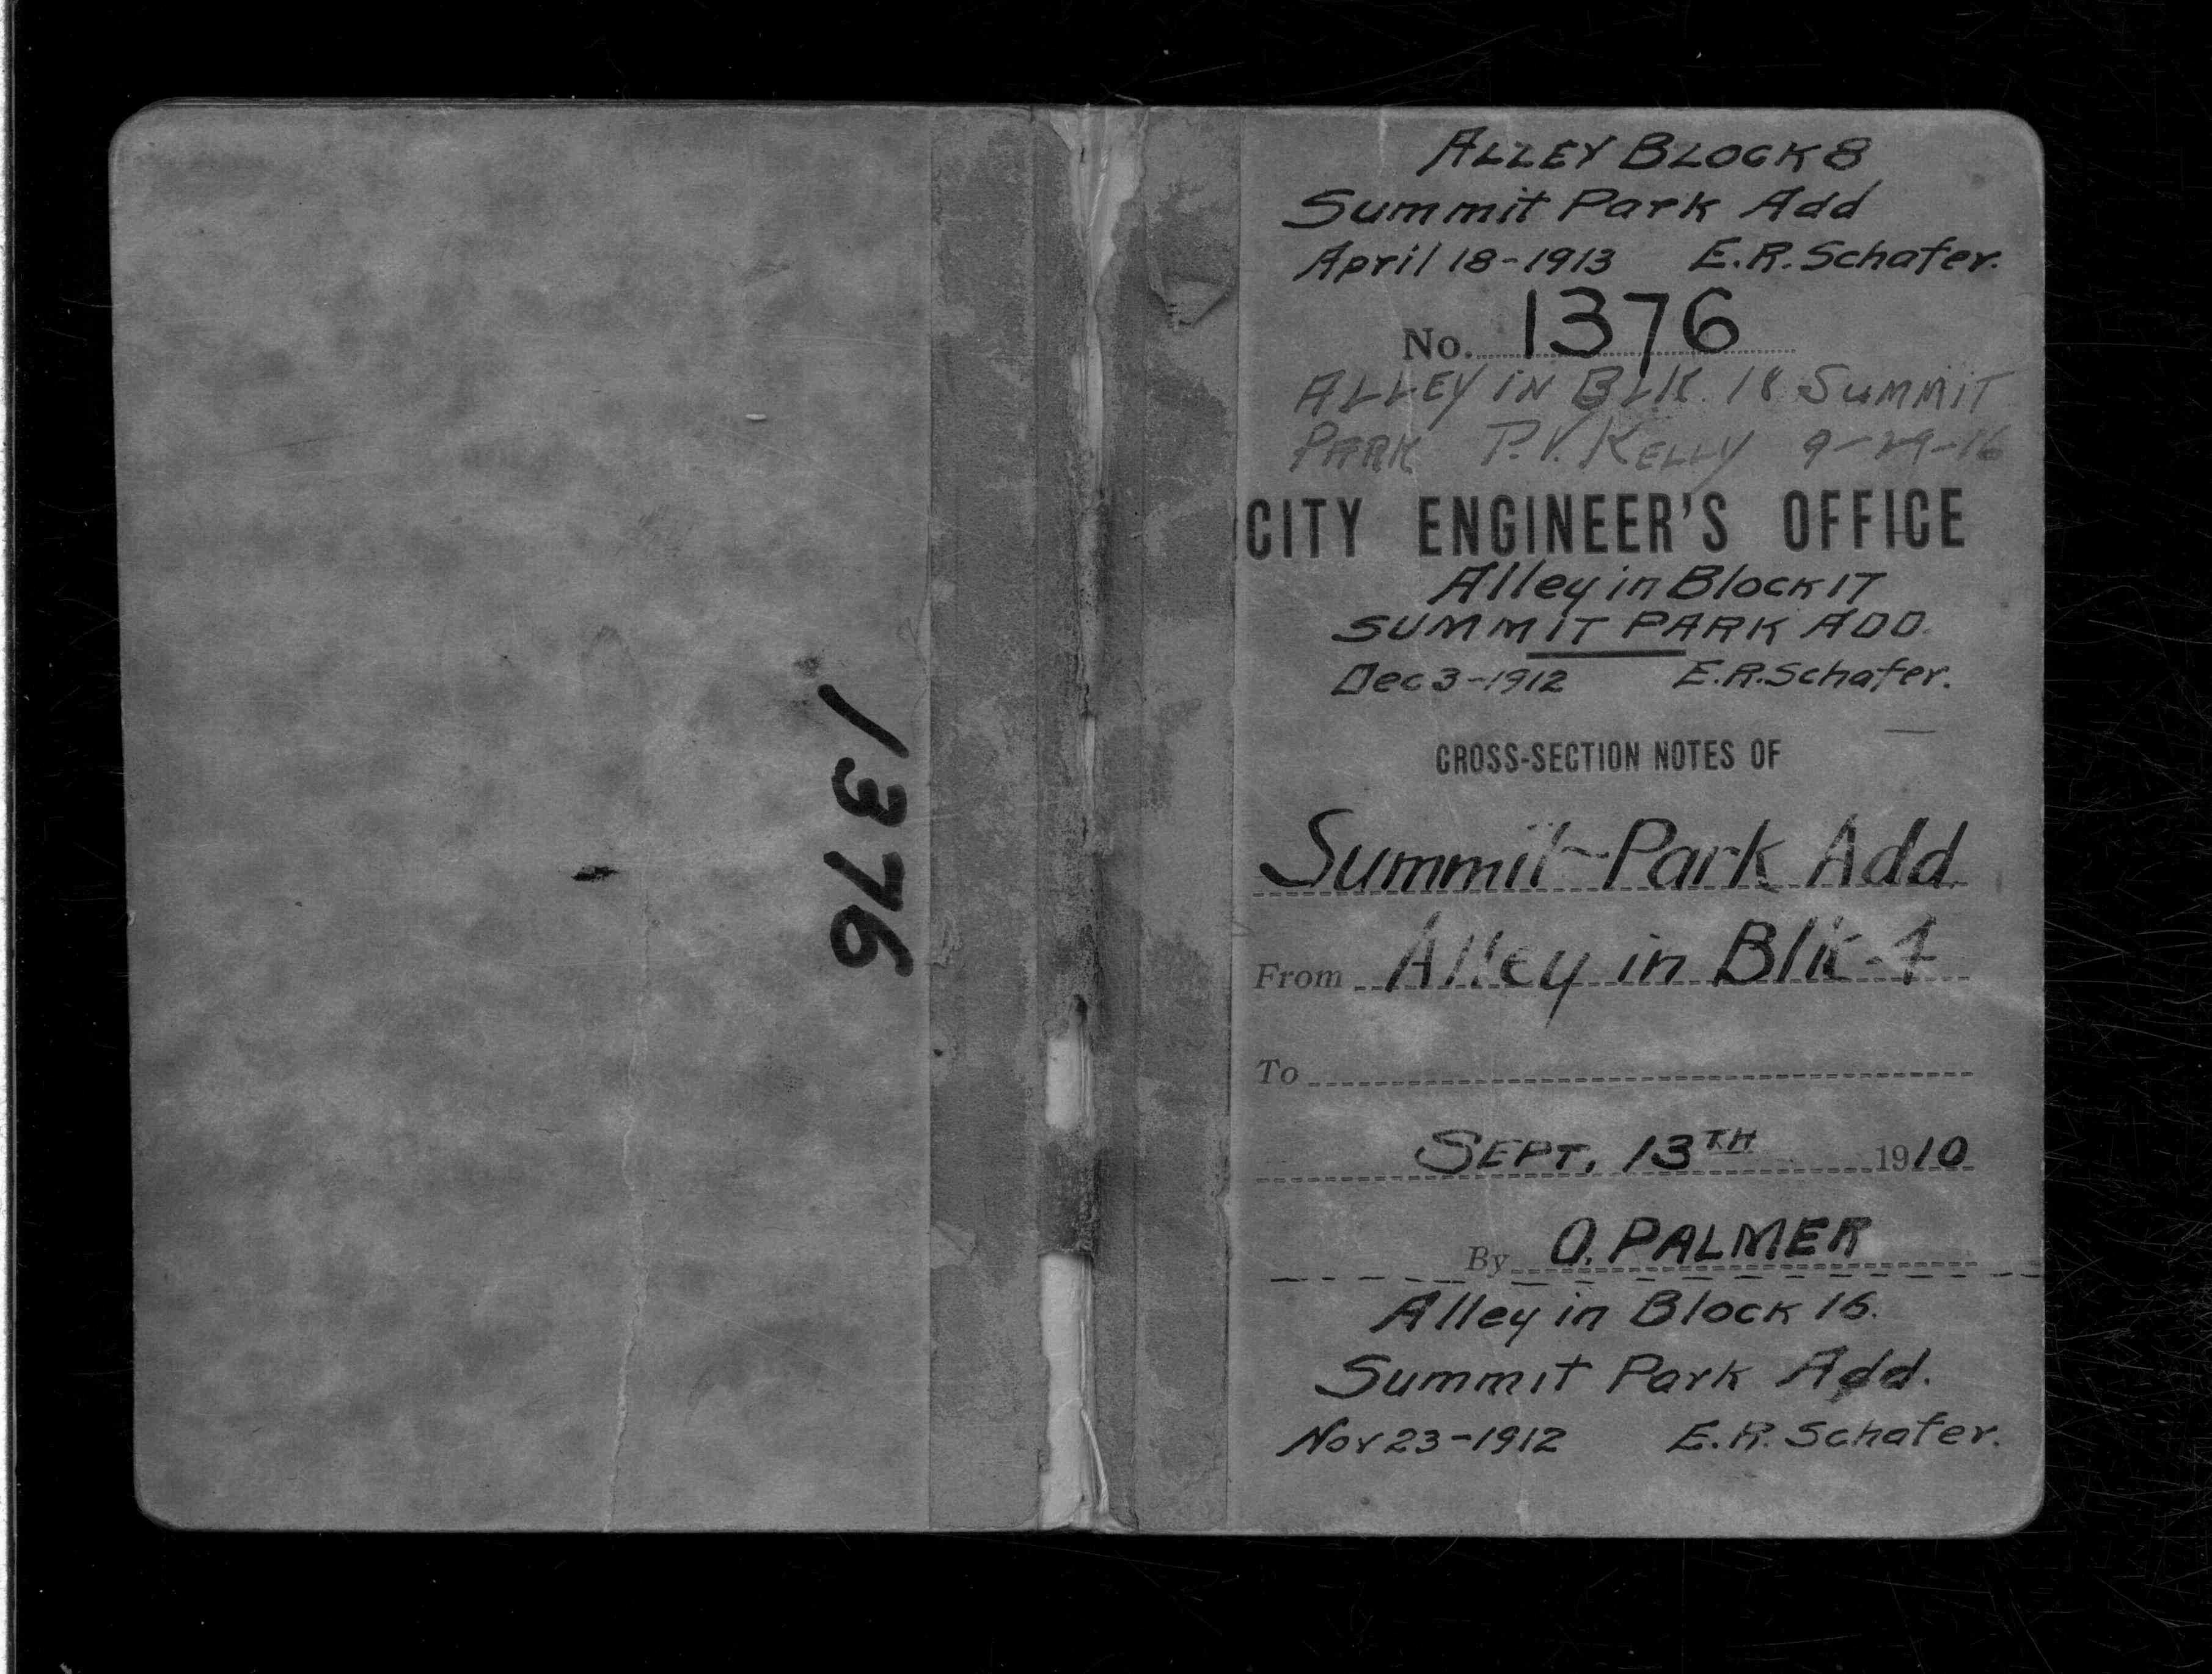 1376
ALLEY BLOCK 8
Summit Park Add
April 18-1913 E.R. Schafer.
No. 1376
ALLEY IN BLK. 18 SUMMIT
PARK P.V. KELLY 9-29-16
CITY ENGINEER'S OFFICE
Alley in Block 17
SUMMIT PARK ADD.
Dec 3-1912 E.R. Schafer.
CROSS-SECTION NOTES OF
Summit Park Add.
From Alley in Blk-
To
SEPT. 13TH 1910
By O. PALMER
Alley in Block 16.
Summit Park Add.
Nov 23-1912 E.R. Schafer.